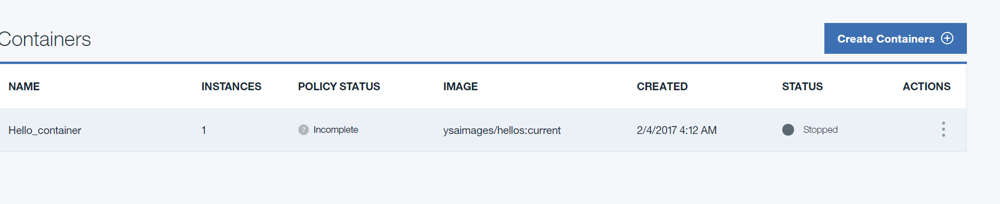 Containers
Create Containers
NAME INSTANCES POLICY STATUS IMAGE CREATED STATUS ACTIONS
Hello_container 1 ? Incomplete ysaimages/hellos:current 2/4/2017 4:12 AM Stopped